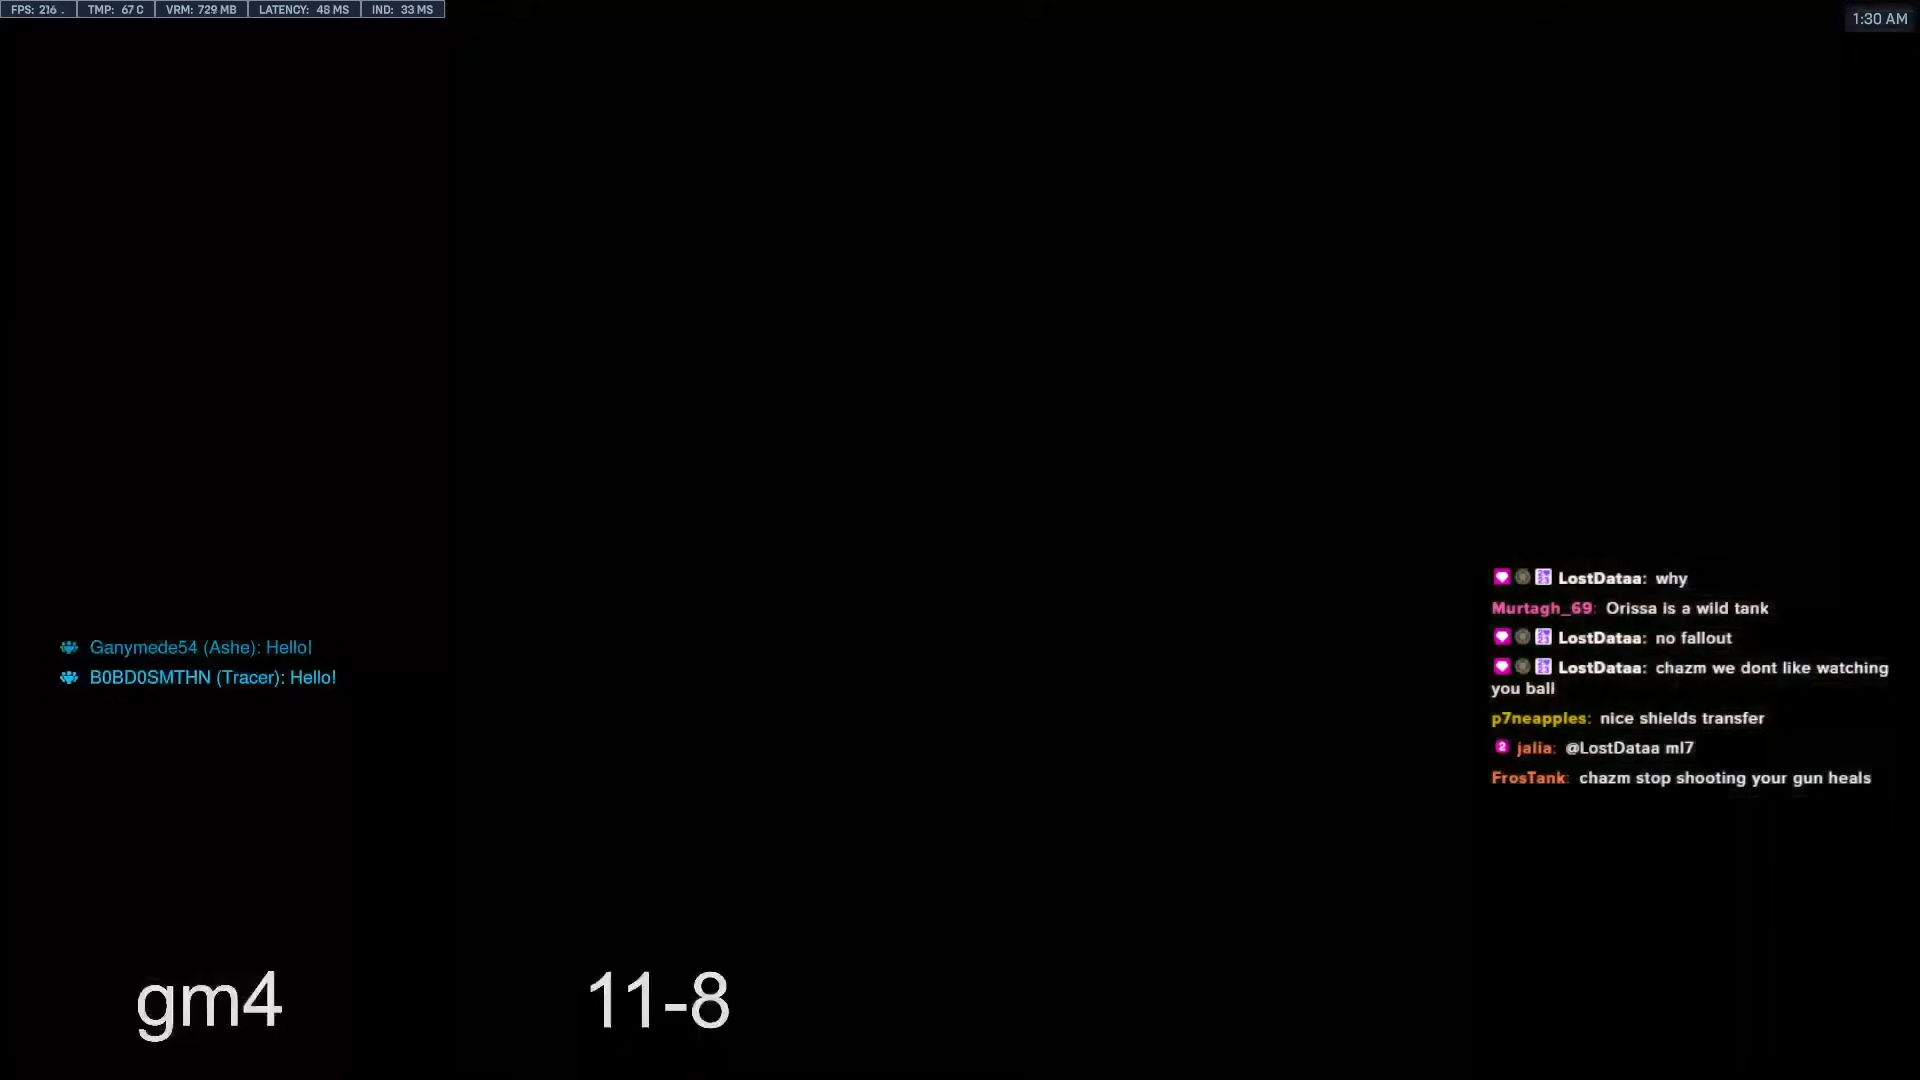 FPS: 216 . TMP: 67 C VRM: 729 MB LATENCY: 48 MS IND: 33 MS
1:30 AM
LostDataa: why
Murtagh_69: Orissa is a wild tank
LostDataa: no fallout
LostDataa: chazm we dont like watching
you ball
p7neapples: nice shields transfer
2 jalia: @LostDataa ml7
FrosTank: chazm stop shooting your gun heals
Ganymede54 (Ashe): Hello!
B0BD0SMTHN (Tracer): Hello!
gm4
11-8